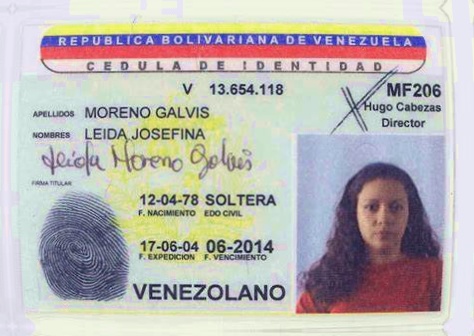 REPUBLICA BOLIVARIANA DE VENEZUELA
CEDULA DE IDENTIDAD
V 13.654.118
MF206
Hugo Cabezas
Director
APELLIDOS MORENO GALVIS
NOMBRES LEIDA JOSEFINA
Leida Moreno Galvis
FIRMA TITULAR
12-04-78 SOLTERA
F. NACIMIENTO EDO CIVIL
17-06-04 06-2014
F. EXPEDICION F. VENCIMIENTO
VENEZOLANO